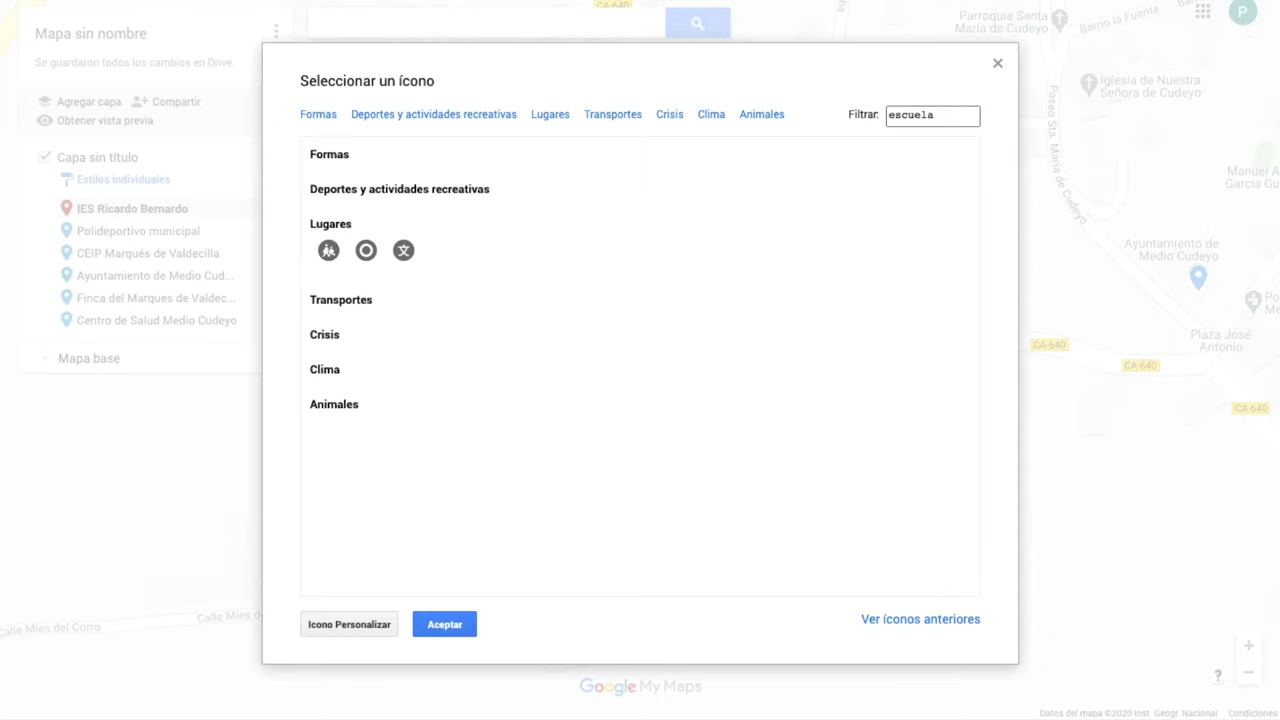 Mapa sin nombre
Se guardaron todos los cambios en Drive.
Agregar capa
Compartir
Obtener vista previa
Capa sin título
Estilos individuales
IES Ricardo Bernardo
Polideportivo municipal
CEIP Marqués de Valdecilla
Ayuntamiento de Medio Cud...
Finca del Marques de Valdec...
Centro de Salud Medio Cudeyo
Mapa base
Seleccionar un ícono
Formas
Deportes y actividades recreativas
Lugares
Transportes
Crisis
Clima
Animales
Filtrar:
escuela
Formas
Deportes y actividades recreativas
Lugares
文
Transportes
Crisis
Clima
Animales
Icono Personalizar
Aceptar
Ver íconos anteriores
CA-640
Parroquia Santa
María de Cudeyo
Barrio la Fuente
P
Iglesia de Nuestra
Señora de Cudeyo
Paseo Sta. María de Cudeyo
Manuel A
García Gu
Ayuntamiento de
Medio Cudeyo
Po
Me
Plaza José
Antonio
CA-640
CA-640
CA-640
Calle Mies del Corro
Calle Mies de
Google My Maps
?
+
−
Datos del mapa ©2020 Inst. Geogr. Nacional
Condiciones